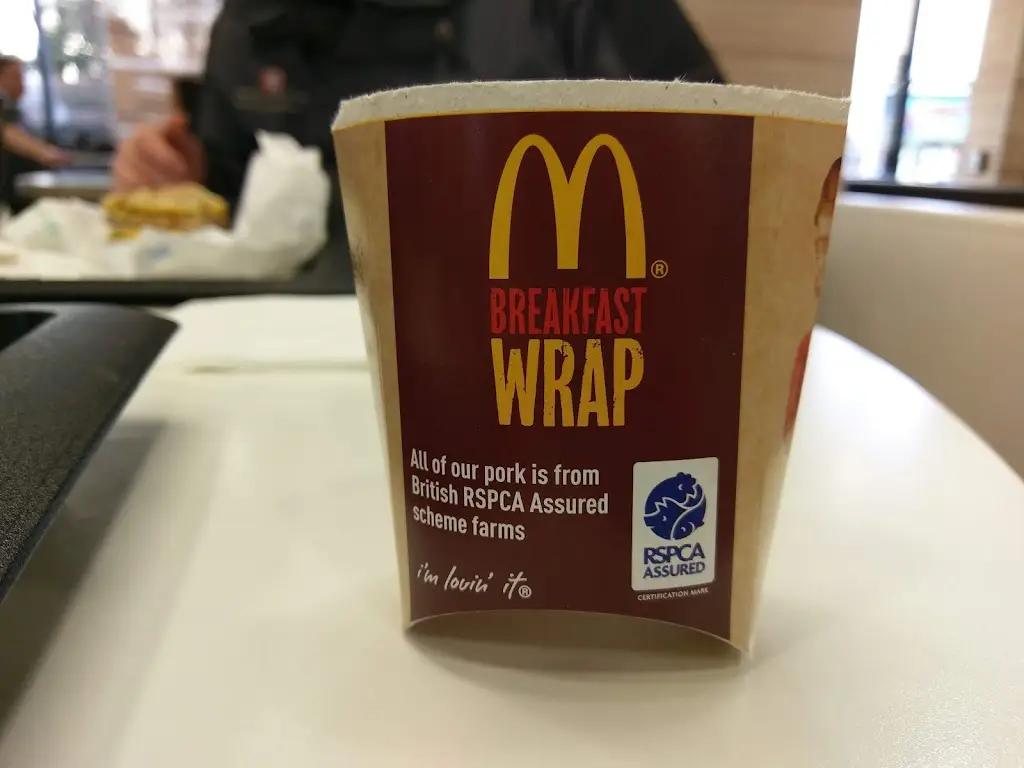 ®
BREAKFAST
WRAP
All of our pork is from
British RSPCA Assured
scheme farms
i'm lovin' it®
RSPCA
ASSURED
CERTIFICATION MARK